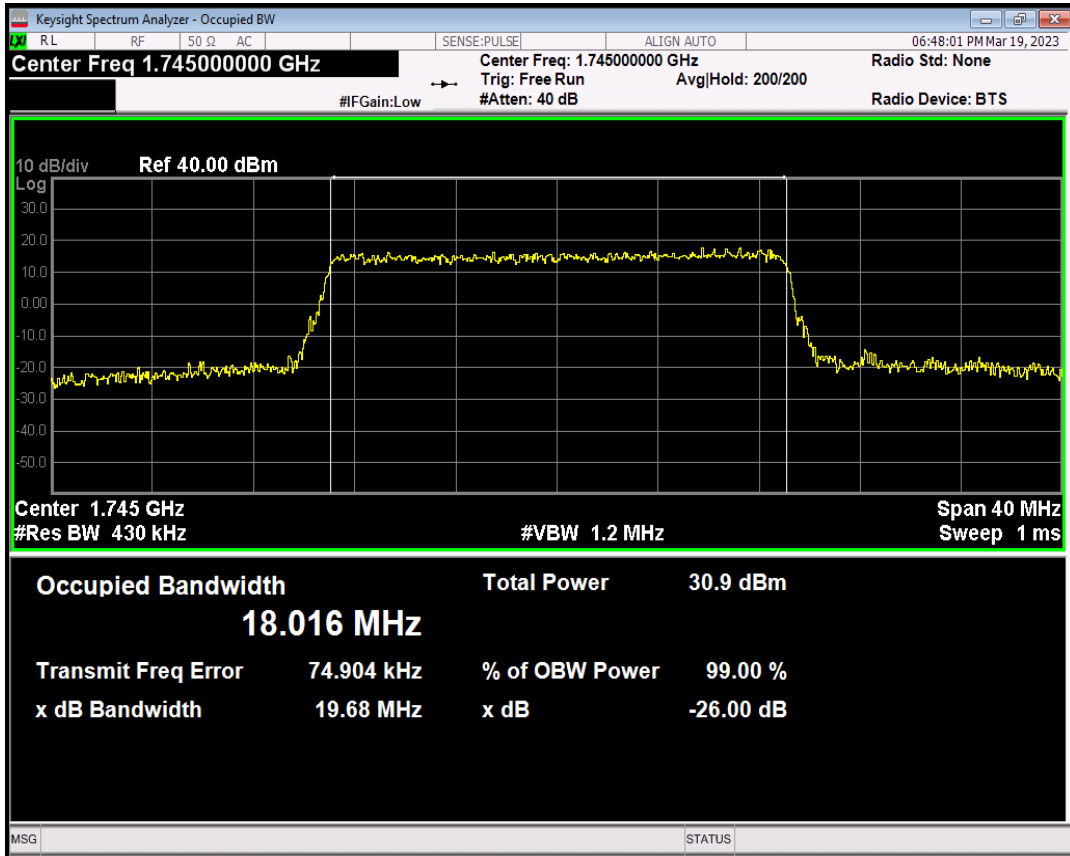 Keysight Spectrum Analyzer - Occupied BW
LXI RL RF 50 Ω AC SENSE:PULSE ALIGN AUTO 06:48:01 PM Mar 19, 2023
Center Freq 1.745000000 GHz Center Freq: 1.745000000 GHz Radio Std: None
Trig: Free Run Avg|Hold: 200/200
#IFGain:Low #Atten: 40 dB Radio Device: BTS
10 dB/div Ref 40.00 dBm
Log
30.0
20.0
10.0
0.00
-10.0
-20.0
-30.0
-40.0
-50.0
Center 1.745 GHz Span 40 MHz
#Res BW 430 kHz #VBW 1.2 MHz Sweep 1 ms
Occupied Bandwidth Total Power 30.9 dBm
18.016 MHz
Transmit Freq Error 74.904 kHz % of OBW Power 99.00 %
x dB Bandwidth 19.68 MHz x dB -26.00 dB
MSG STATUS